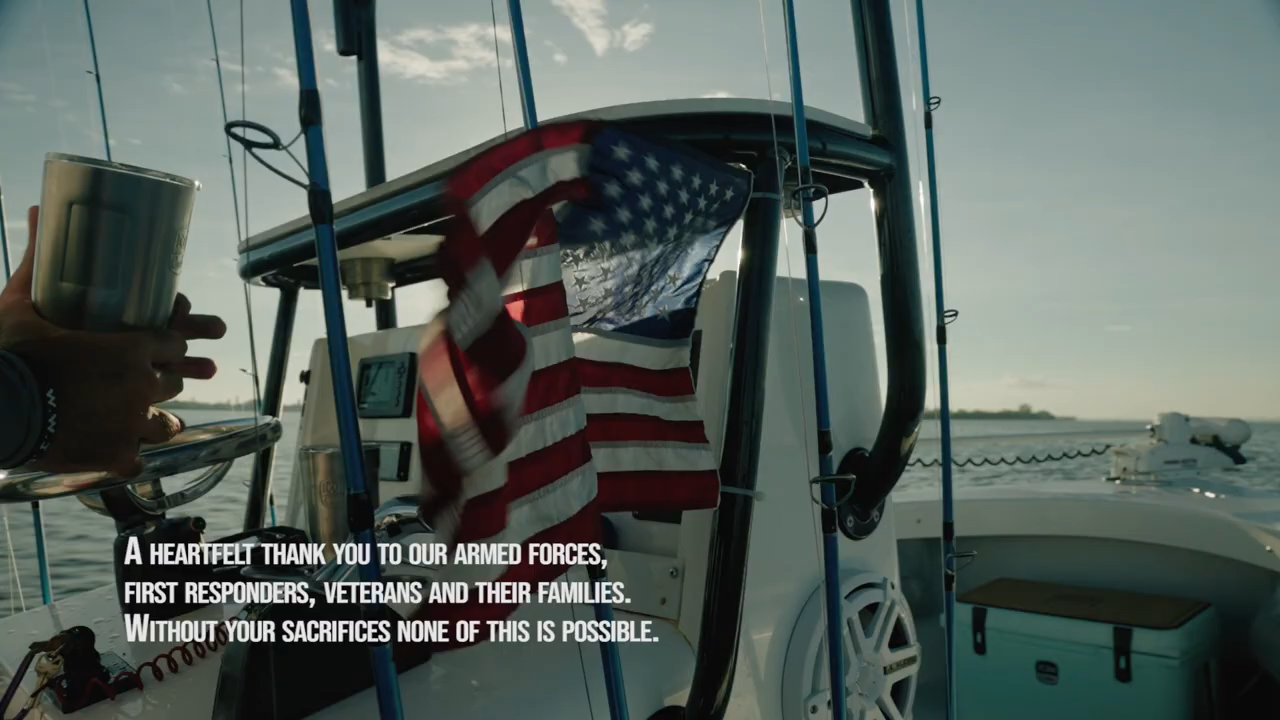 A HEARTFELT THANK YOU TO OUR ARMED FORCES,
FIRST RESPONDERS, VETERANS AND THEIR FAMILIES.
WITHOUT YOUR SACRIFICES NONE OF THIS IS POSSIBLE.